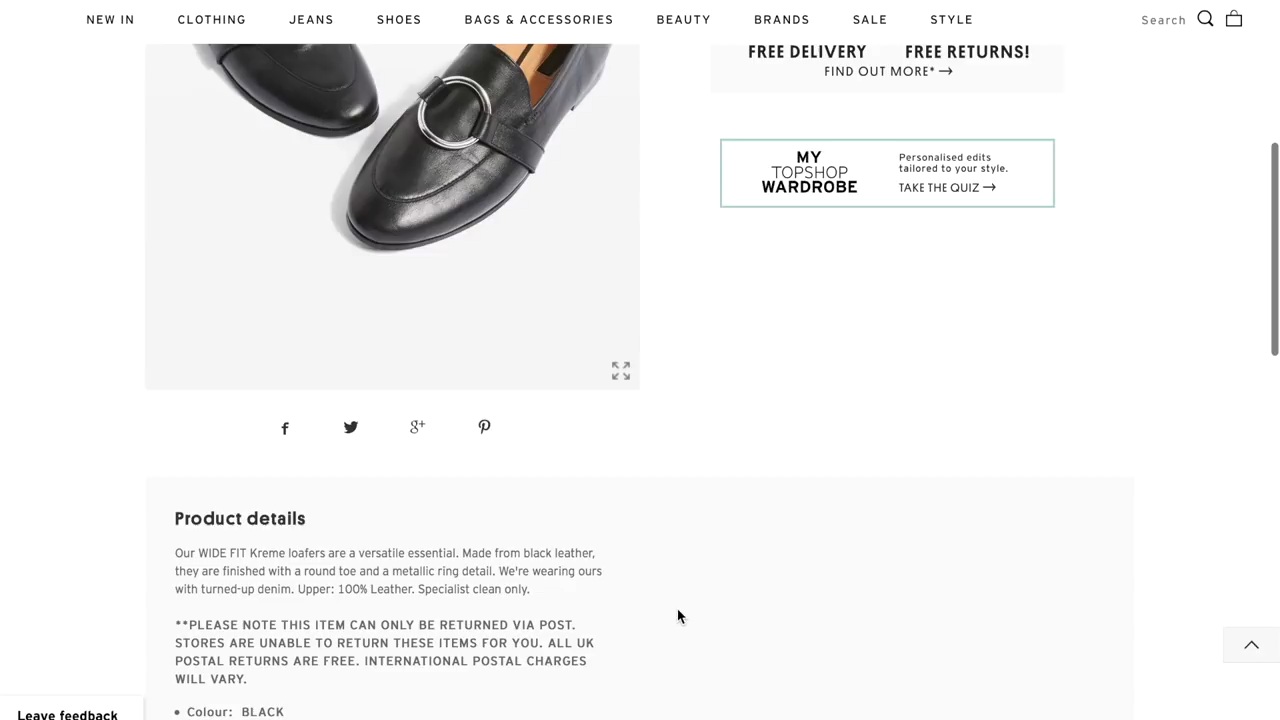 NEW IN CLOTHING JEANS SHOES BAGS & ACCESSORIES BEAUTY BRANDS SALE STYLE Search
FREE DELIVERY FREE RETURNS!
FIND OUT MORE* →
MY
TOPSHOP
WARDROBE
Personalised edits
tailored to your style.
TAKE THE QUIZ →
f g+
Product details
Our WIDE FIT Kreme loafers are a versatile essential. Made from black leather,
they are finished with a round toe and a metallic ring detail. We're wearing ours
with turned-up denim. Upper: 100% Leather. Specialist clean only.
**PLEASE NOTE THIS ITEM CAN ONLY BE RETURNED VIA POST.
STORES ARE UNABLE TO RETURN THESE ITEMS FOR YOU. ALL UK
POSTAL RETURNS ARE FREE. INTERNATIONAL POSTAL CHARGES
WILL VARY.
• Colour: BLACK
Leave feedback